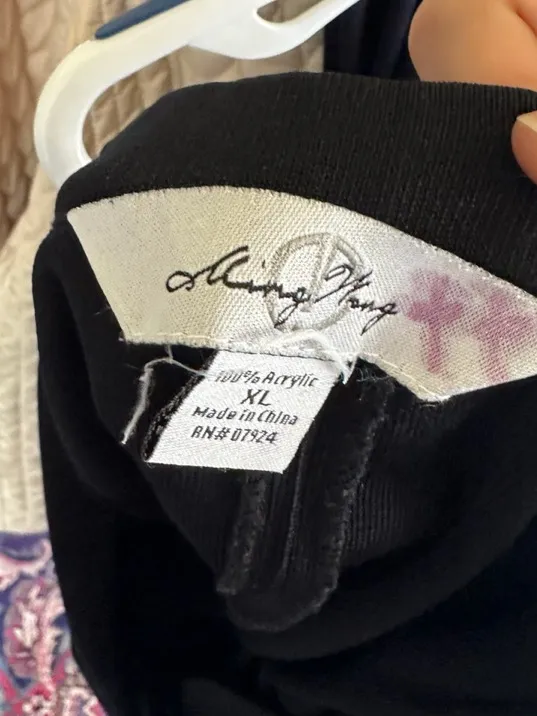 Ming Wang
100% Acrylic
XL
Made in China
RN# 07924